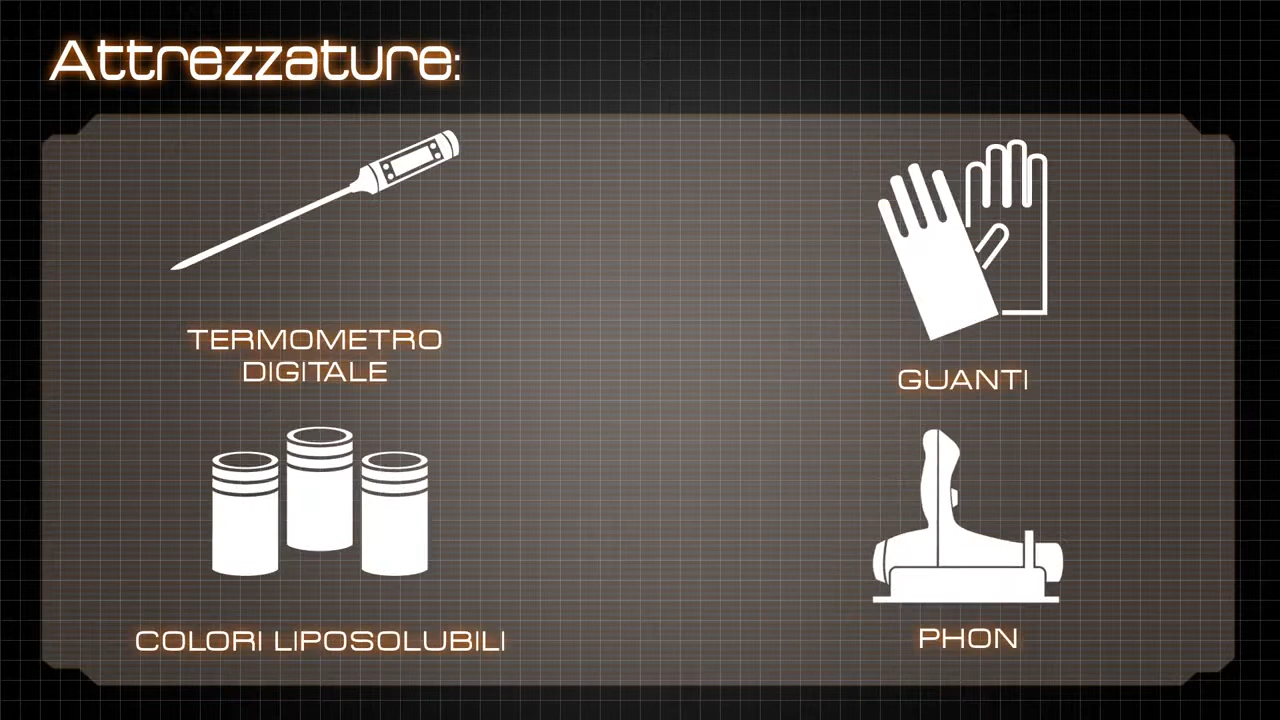 Attrezzature:
TERMOMETRO
DIGITALE
GUANTI
COLORI LIPOSOLUBILI
PHON